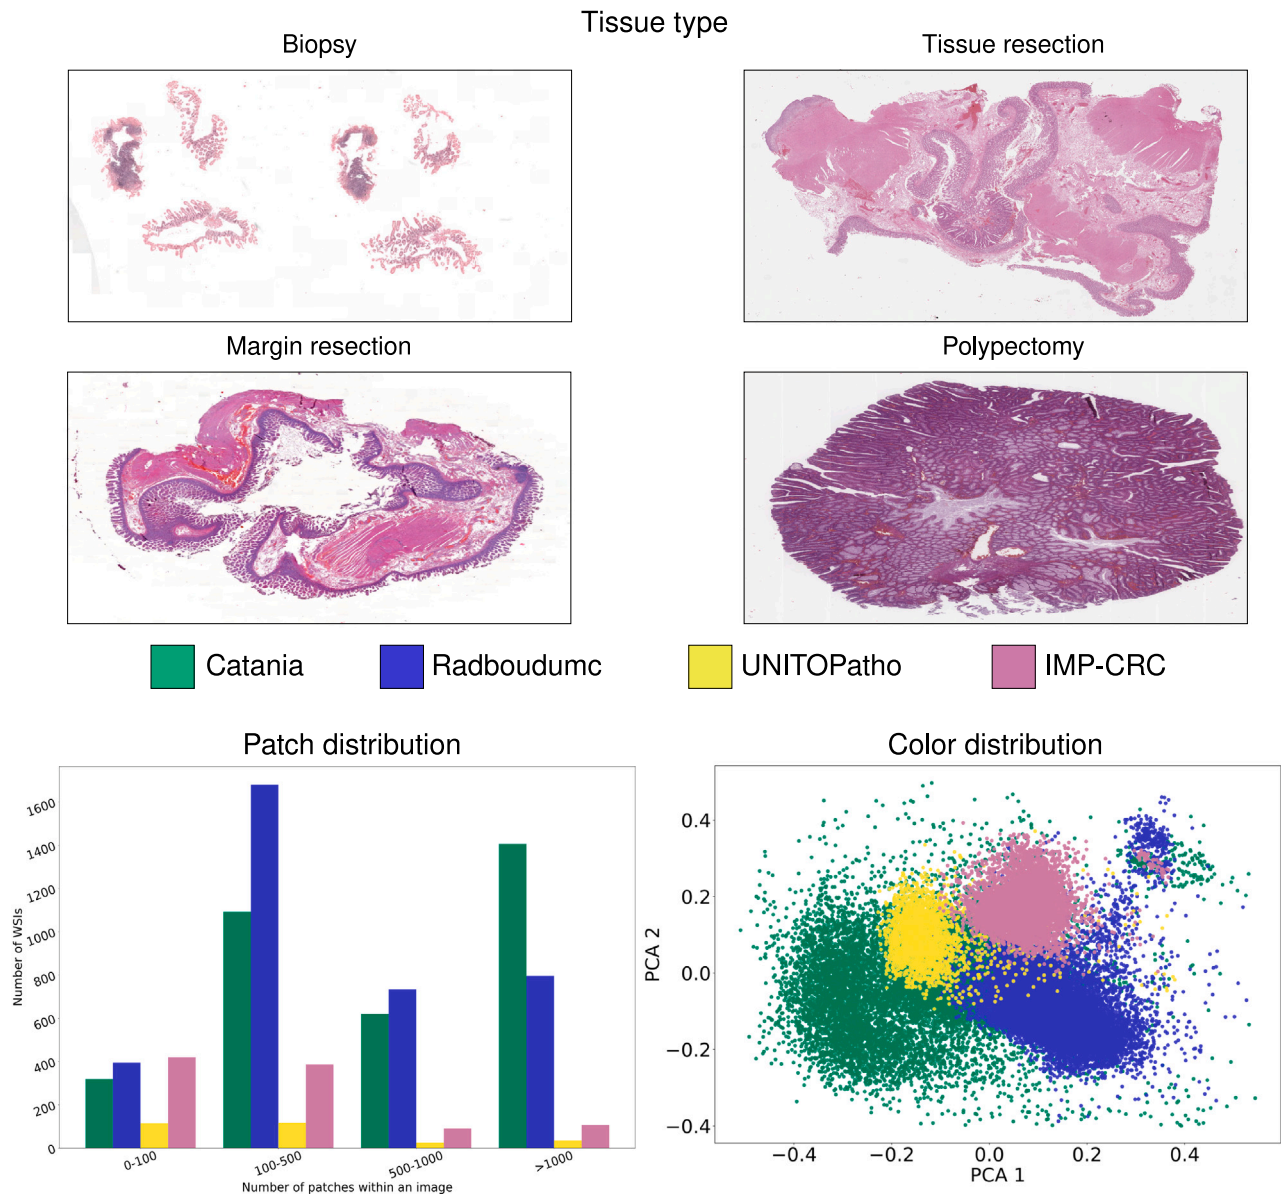 Tissue type
Biopsy
Tissue resection
Margin resection
Polypectomy
Catania
Radboudumc
UNITOPatho
IMP-CRC
Patch distribution
Number of WSIs
1600
1400
1200
1000
800
600
400
200
0
0-100
100-500
500-1000
>1000
Number of patches within an image
Color distribution
PCA 2
0.4
0.2
0.0
−0.2
−0.4
−0.4
−0.2
0.0
0.2
0.4
PCA 1